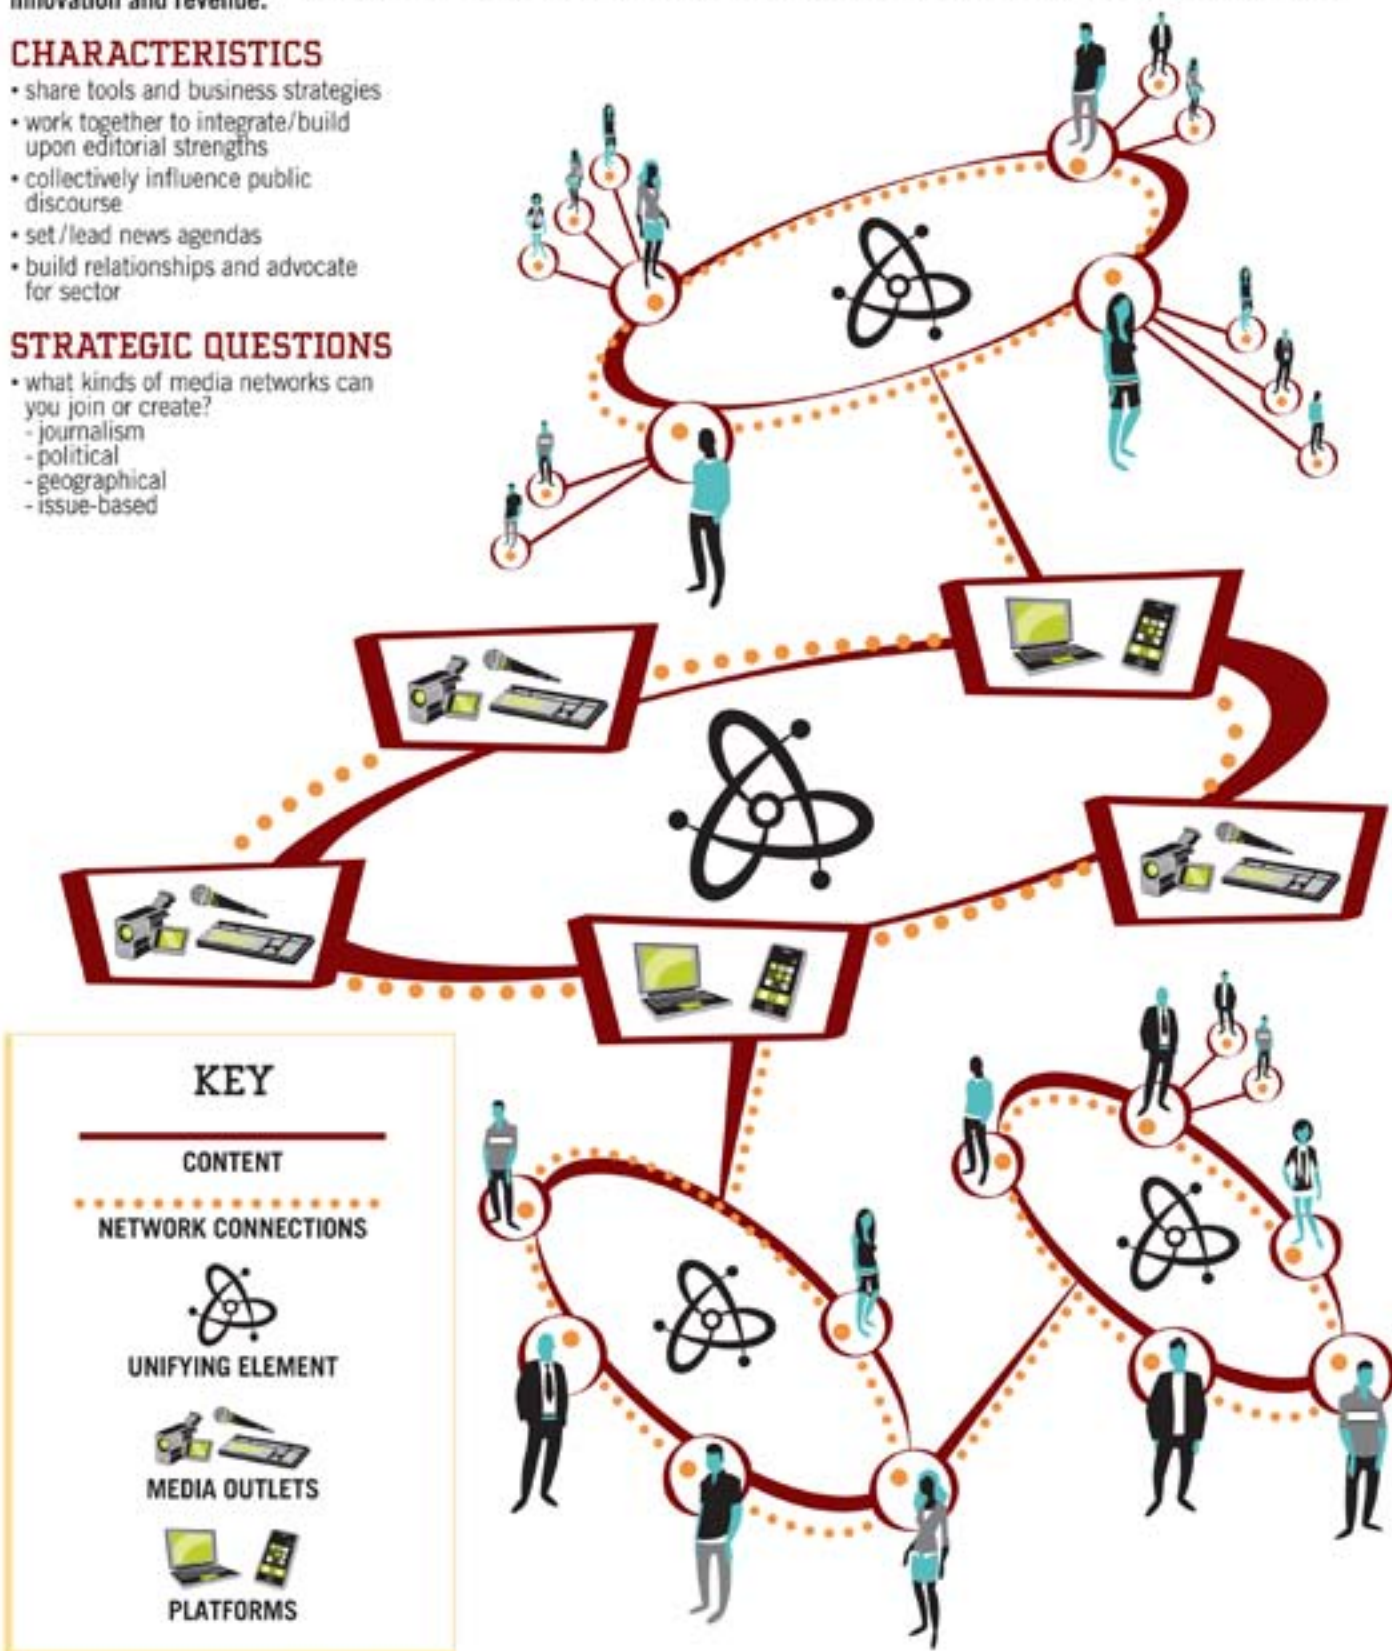 innovation and revenue.
CHARACTERISTICS
• share tools and business strategies
• work together to integrate/build
upon editorial strengths
• collectively influence public
discourse
• set/lead news agendas
• build relationships and advocate
for sector
STRATEGIC QUESTIONS
• what kinds of media networks can
you join or create?
- journalism
- political
- geographical
- issue-based
KEY
CONTENT
NETWORK CONNECTIONS
UNIFYING ELEMENT
MEDIA OUTLETS
PLATFORMS